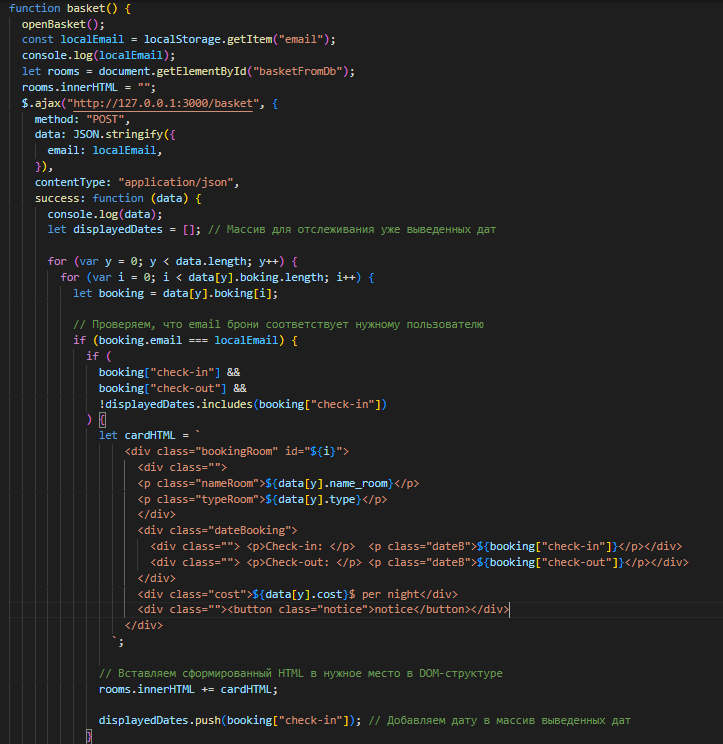 function basket() {
openBasket();
const localEmail = localStorage.getItem("email");
console.log(localEmail);
let rooms = document.getElementById("basketFromDb");
rooms.innerHTML = "";
$.ajax("http://127.0.0.1:3000/basket", {
method: "POST",
data: JSON.stringify({
email: localEmail,
}),
contentType: "application/json",
success: function (data) {
console.log(data);
let displayedDates = []; // Массив для отслеживания уже выведенных дат
for (var y = 0; y < data.length; y++) {
for (var i = 0; i < data[y].boking.length; i++) {
let booking = data[y].boking[i];
// Проверяем, что email брони соответствует нужному пользователю
if (booking.email === localEmail) {
if (
booking["check-in"] &&
booking["check-out"] &&
!displayedDates.includes(booking["check-in"])
) {
let cardHTML = `
<div class="bookingRoom" id="${i}">
<div class="">
<p class="nameRoom">${data[y].name_room}</p>
<p class="typeRoom">${data[y].type}</p>
</div>
<div class="dateBooking">
<div class=""> <p>Check-in: </p>  <p class="dateB">${booking["check-in"]}</p></div>
<div class=""> <p>Check-out: </p> <p class="dateB">${booking["check-out"]}</p></div>
</div>
<div class="cost">${data[y].cost}$ per night</div>
<div class=""><button class="notice">notice</button></div>
</div>
`;
// Вставляем сформированный HTML в нужное место в DOM-структуре
rooms.innerHTML += cardHTML;
displayedDates.push(booking["check-in"]); // Добавляем дату в массив выведенных дат
}